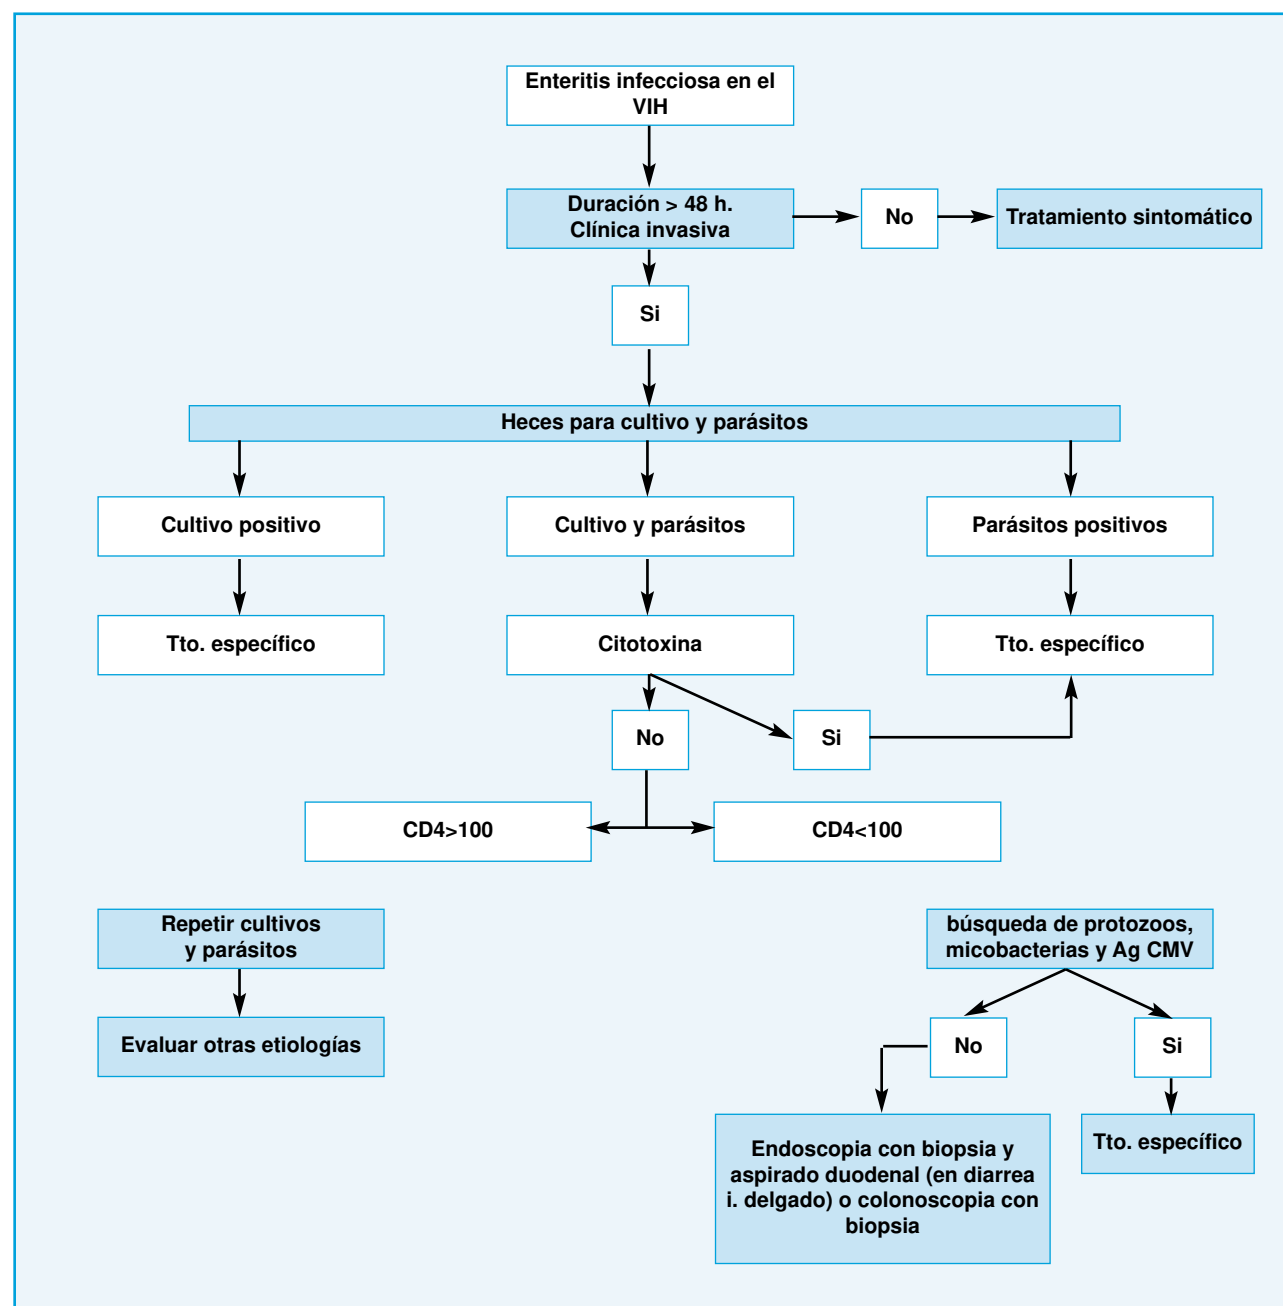 Enteritis infecciosa en el
VIH
Duración > 48 h.
Clínica invasiva
No
Tratamiento sintomático
Si
Heces para cultivo y parásitos
Cultivo positivo
Cultivo y parásitos
Parásitos positivos
Tto. específico
Citotoxina
Tto. específico
No
Si
CD4>100
CD4<100
Repetir cultivos
y parásitos
búsqueda de protozoos,
micobacterias y Ag CMV
Evaluar otras etiologías
No
Si
Endoscopia con biopsia y
aspirado duodenal (en diarrea
i. delgado) o colonoscopia con
biopsia
Tto. específico